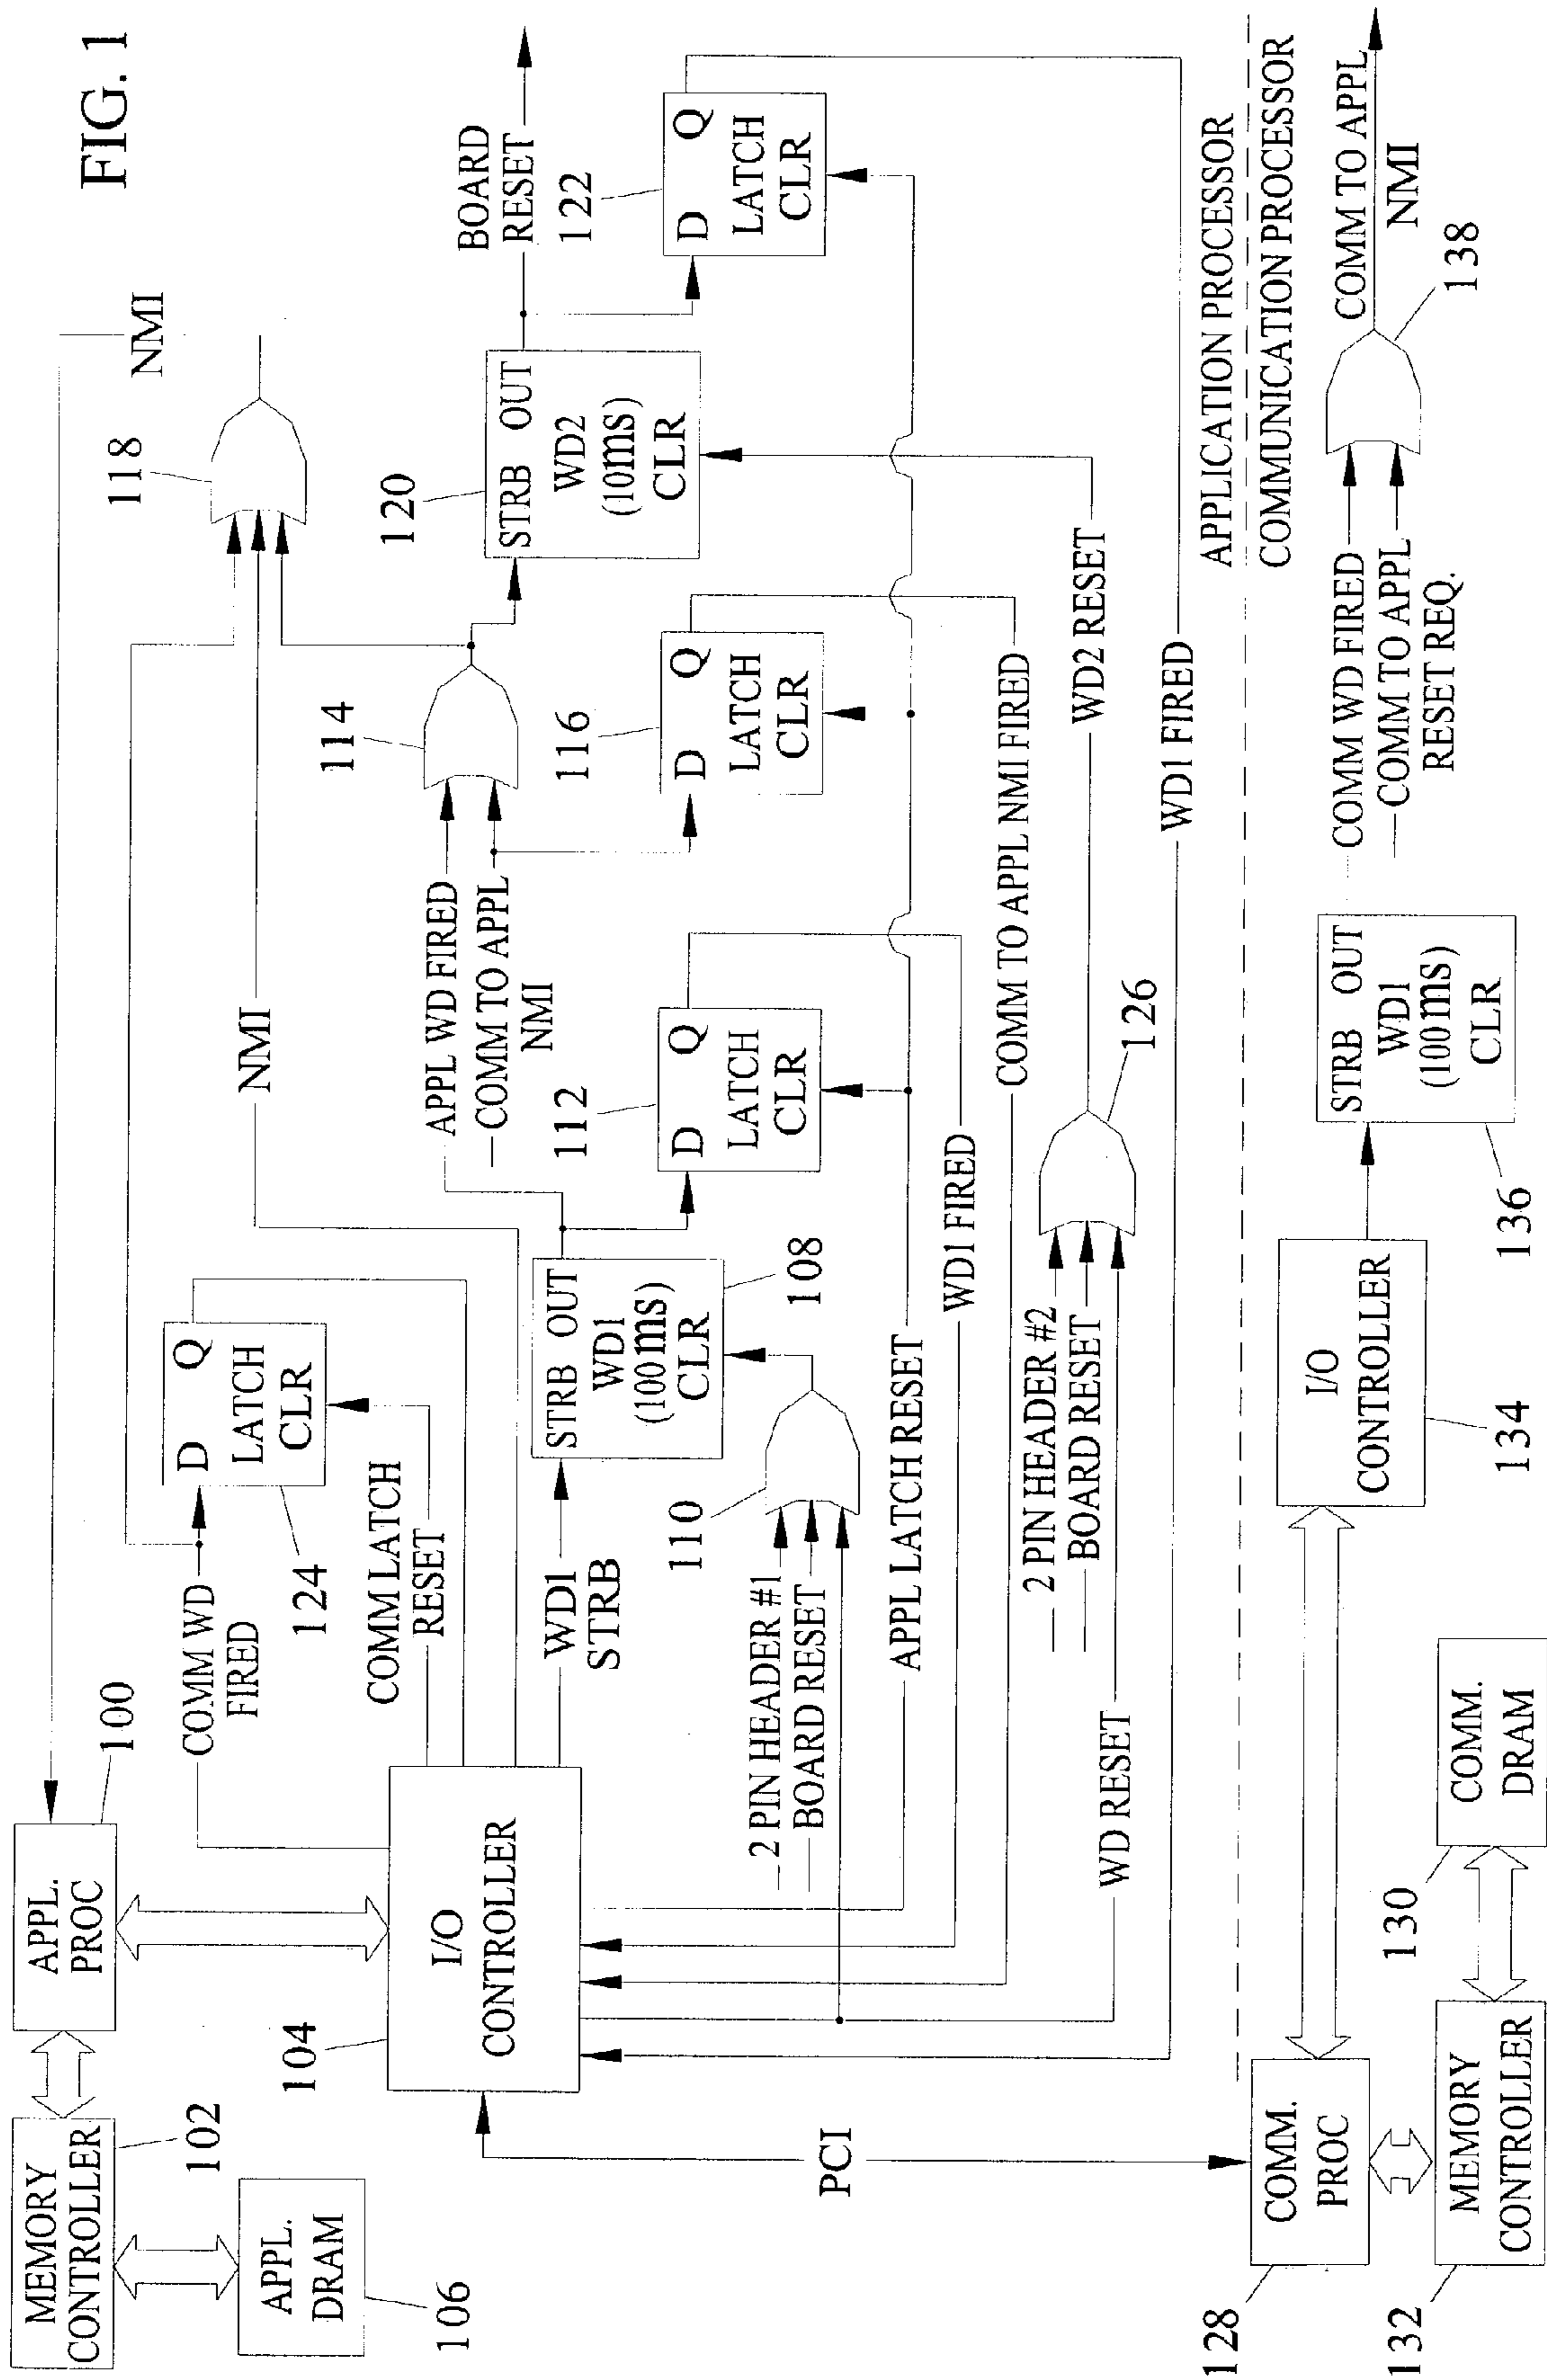 FIG. 1
MEMORY
CONTROLLER
102
APPL.
DRAM
106
APPL.
PROC
100
NMI
118
COMM WD
FIRED
D Q
LATCH
CLR
124
COMM LATCH
RESET
NMI
I/O
CONTROLLER
104
WD1
STRB
STRB OUT
WD1
(100ms)
CLR
108
110
2 PIN HEADER #1
BOARD RESET
APPL WD FIRED
COMM TO APPL
NMI
112
D Q
LATCH
CLR
114
116
D Q
LATCH
CLR
120
STRB OUT
WD2
(10ms)
CLR
BOARD
RESET
122
D Q
LATCH
CLR
APPL LATCH RESET
WD1 FIRED
COMM TO APPL NMI FIRED
2 PIN HEADER #2
BOARD RESET
WD RESET
126
WD2 RESET
WD1 FIRED
PCI
APPLICATION PROCESSOR
COMMUNICATION PROCESSOR
COMM.
PROC
128
MEMORY
CONTROLLER
132
COMM.
DRAM
130
I/O
CONTROLLER
134
STRB OUT
WD1
(100ms)
CLR
136
COMM WD FIRED
COMM TO APPL
RESET REQ.
138
COMM TO APPL
NMI